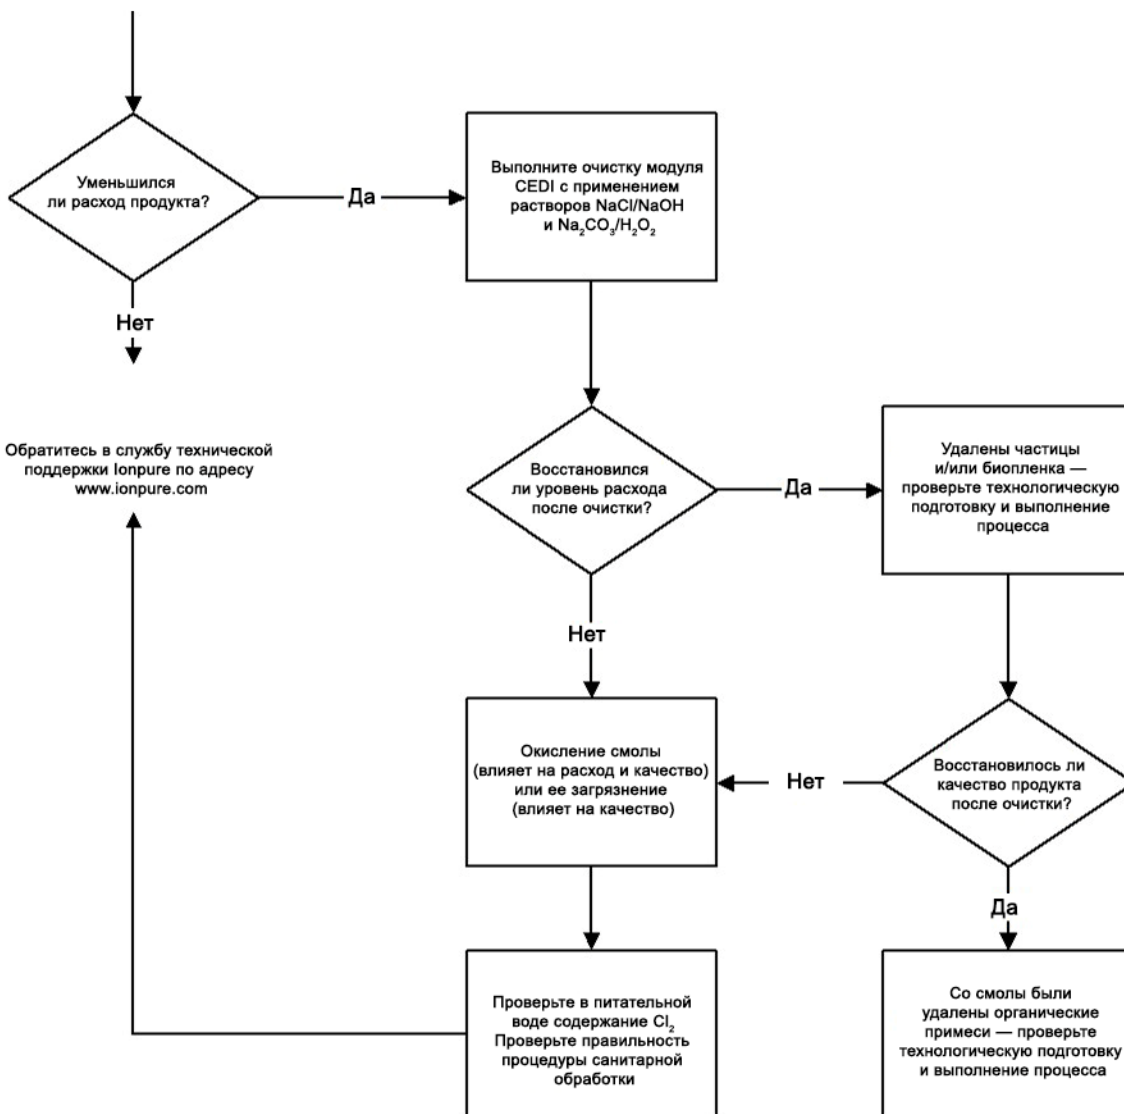 Уменьшился
ли расход продукта?
Да
Выполните очистку модуля
CEDI с применением
растворов NaCl/NaOH
и Na₂CO₃/H₂O₂
Нет
Обратитесь в службу технической
поддержки Ionpure по адресу
www.ionpure.com
Восстановился
ли уровень расхода
после очистки?
Да
Удалены частицы
и/или биопленка —
проверьте технологическую
подготовку и выполнение
процесса
Нет
Окисление смолы
(влияет на расход и качество)
или ее загрязнение
(влияет на качество)
Нет
Восстановилось ли
качество продукта
после очистки?
Да
Проверьте в питательной
воде содержание Cl₂
Проверьте правильность
процедуры санитарной
обработки
Со смолы были
удалены органические
примеси — проверьте
технологическую подготовку
и выполнение процесса